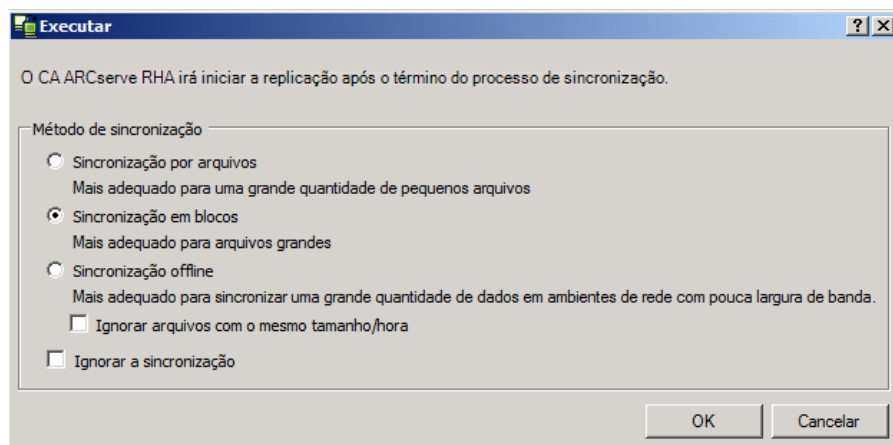 Executar
O CA ARCserve RHA irá iniciar a replicação após o término do processo de sincronização.
Método de sincronização
Sincronização por arquivos
Mais adequado para uma grande quantidade de pequenos arquivos
Sincronização em blocos
Mais adequado para arquivos grandes
Sincronização offline
Mais adequado para sincronizar uma grande quantidade de dados em ambientes de rede com pouca largura de banda.
Ignorar arquivos com o mesmo tamanho/hora
Ignorar a sincronização
OK Cancelar